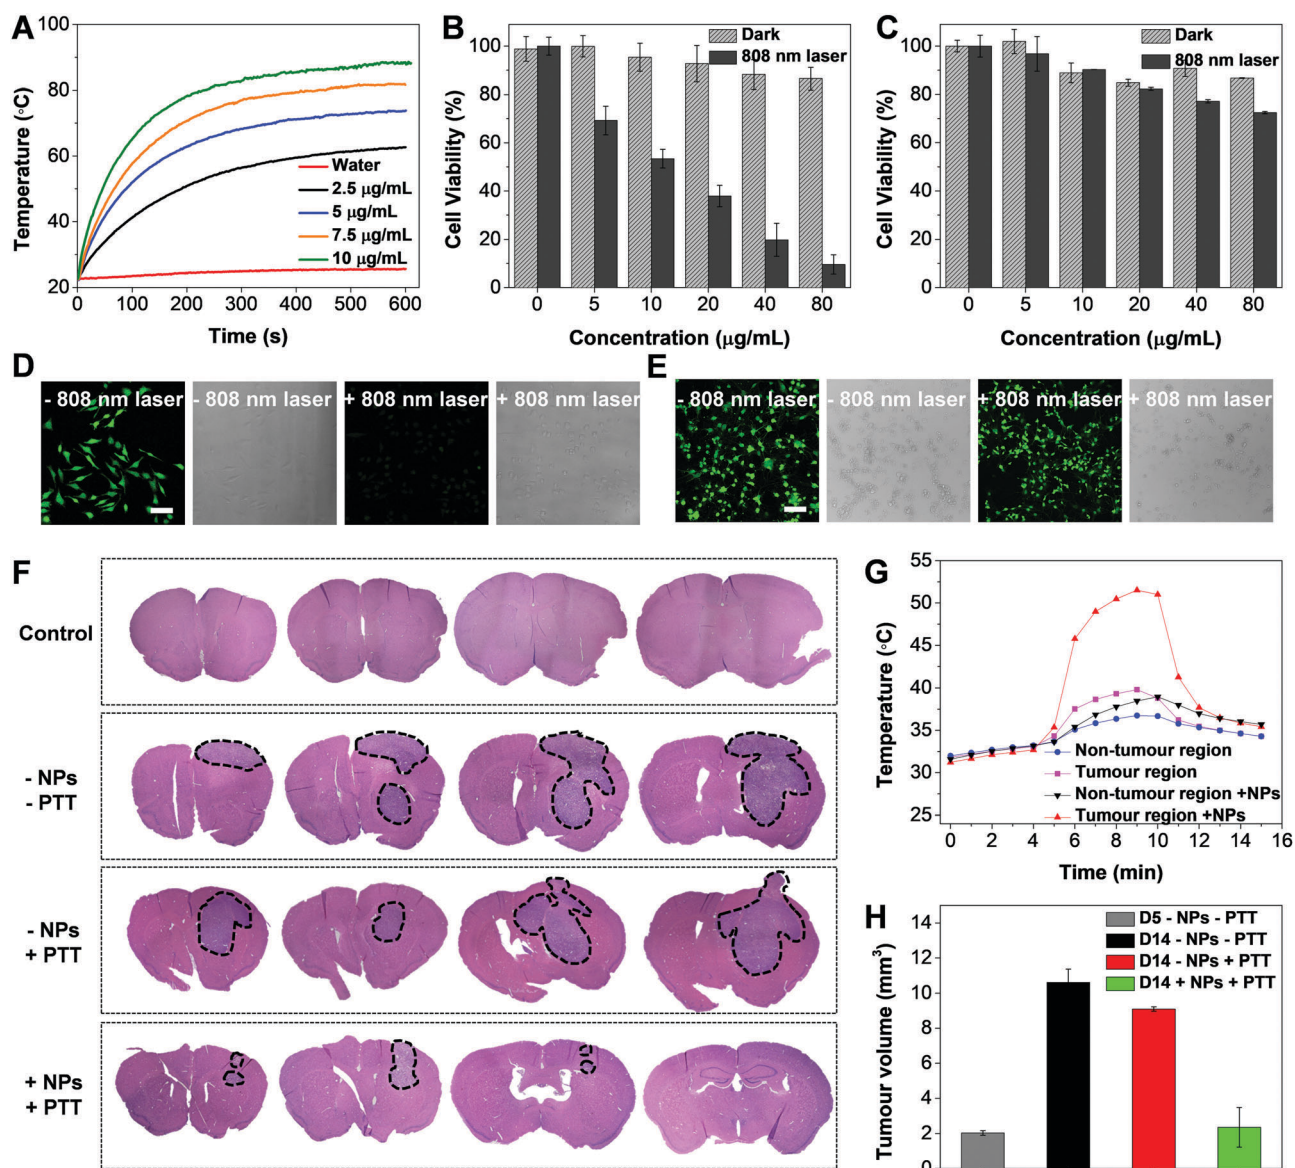 A
Temperature (°C)
100
80
60
40
20
0 100 200 300 400 500 600
Time (s)
Water
2.5 μg/mL
5 μg/mL
7.5 μg/mL
10 μg/mL
B
Cell Viability (%)
100
80
60
40
20
0
0 5 10 20 40 80
Concentration (μg/mL)
Dark
808 nm laser
C
Cell Viability (%)
100
80
60
40
20
0
0 5 10 20 40 80
Concentration (μg/mL)
Dark
808 nm laser
D
- 808 nm laser
- 808 nm laser
+ 808 nm laser
+ 808 nm laser
E
- 808 nm laser
- 808 nm laser
+ 808 nm laser
+ 808 nm laser
F
Control
- NPs
- PTT
- NPs
+ PTT
+ NPs
+ PTT
G
Temperature (°C)
55
50
45
40
35
30
25
0 2 4 6 8 10 12 14 16
Time (min)
Non-tumour region
Tumour region
Non-tumour region +NPs
Tumour region +NPs
H
Tumour volume (mm³)
14
12
10
8
6
4
2
0
D5 - NPs - PTT
D14 - NPs - PTT
D14 - NPs + PTT
D14 + NPs + PTT